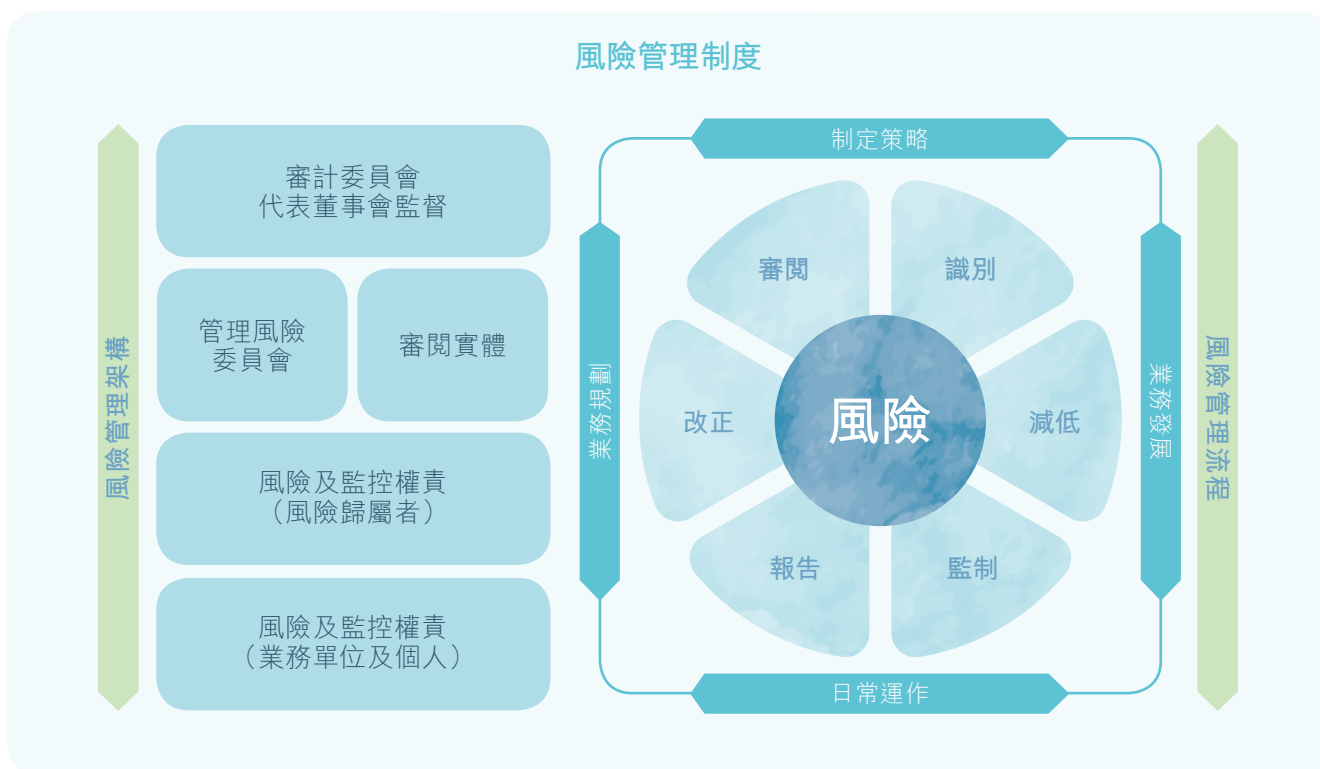 風險管理制度
風險管理架構
審計委員會
代表董事會監督
管理風險
委員會
審閱實體
風險及監控權責
（風險歸屬者）
風險及監控權責
（業務單位及個人）
制定策略
業務規劃
業務發展
日常運作
審閱
識別
改正
風險
減低
報告
監制
風險管理流程